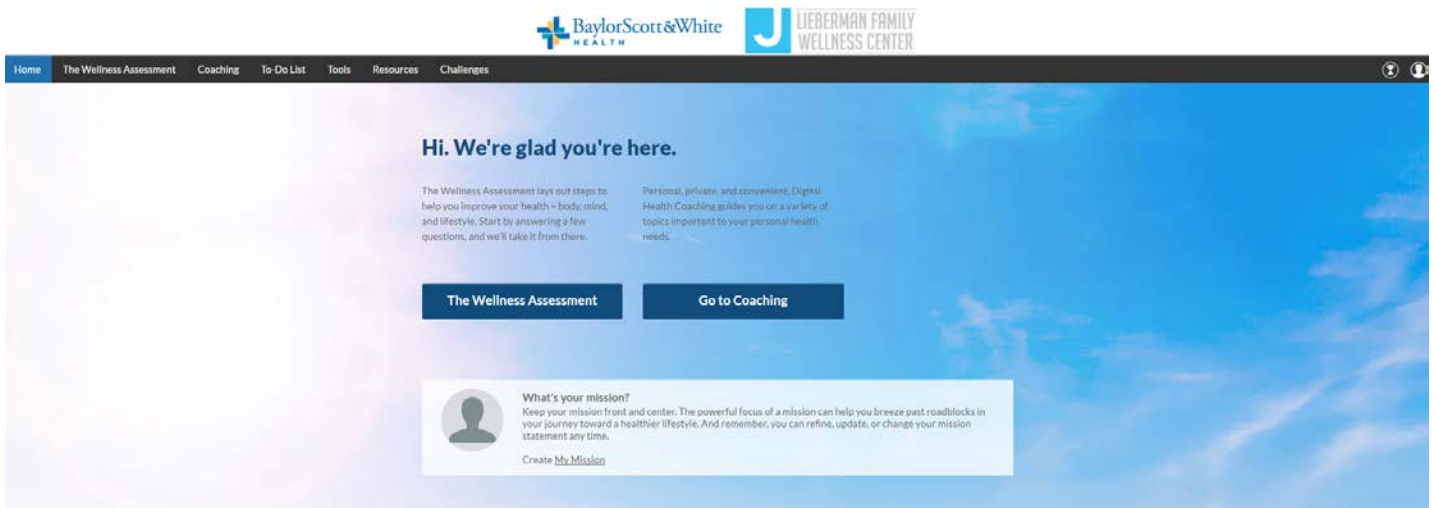 BaylorScott&White
HEALTH
J
LIEBERMAN FAMILY
WELLNESS CENTER
Home The Wellness Assessment Coaching To-Do List Tools Resources Challenges
Hi. We're glad you're here.
The Wellness Assessment lays out steps to
help you improve your health – body, mind,
and lifestyle. Start by answering a few
questions, and we'll take it from there.
Personal, private, and convenient, Digital
Health Coaching guides you on a variety of
topics important to your personal health
needs.
The Wellness Assessment
Go to Coaching
What's your mission?
Keep your mission front and center. The powerful focus of a mission can help you breeze past roadblocks in
your journey toward a healthier lifestyle. And remember, you can refine, update, or change your mission
statement any time.
Create My Mission